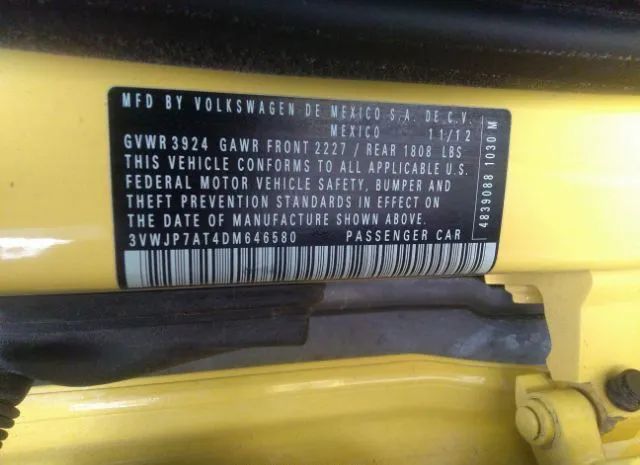 MFD BY VOLKSWAGEN DE MEXICO S.A. DE C.V.
MEXICO 11/12
GVWR 3924 GAWR FRONT 2227 / REAR 1808 LBS
THIS VEHICLE CONFORMS TO ALL APPLICABLE U.S.
FEDERAL MOTOR VEHICLE SAFETY, BUMPER AND
THEFT PREVENTION STANDARDS IN EFFECT ON
THE DATE OF MANUFACTURE SHOWN ABOVE.
3VWJP7AT4DM646580 PASSENGER CAR
4839088 1030 M